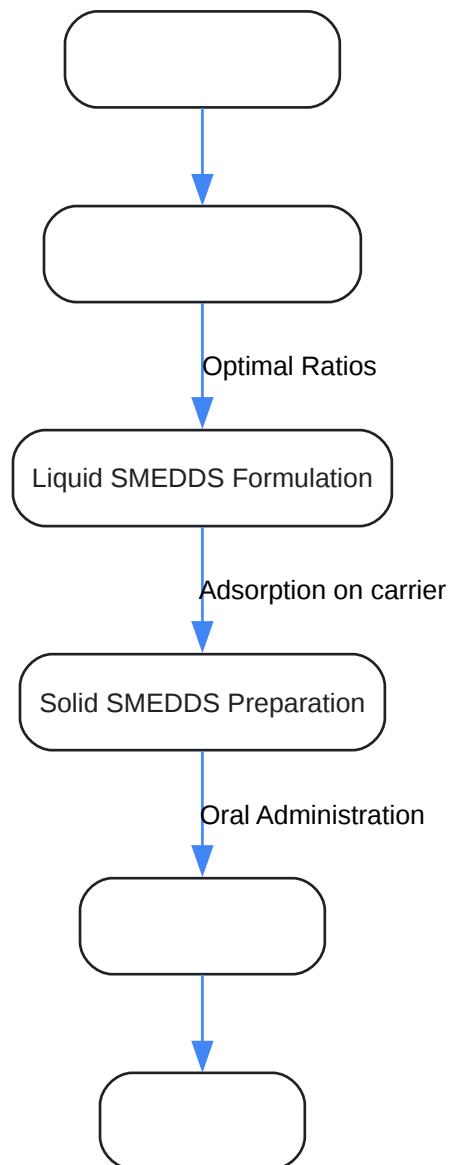 Optimal Ratios
Liquid SMEDDS Formulation
Adsorption on carrier
Solid SMEDDS Preparation
Oral Administration